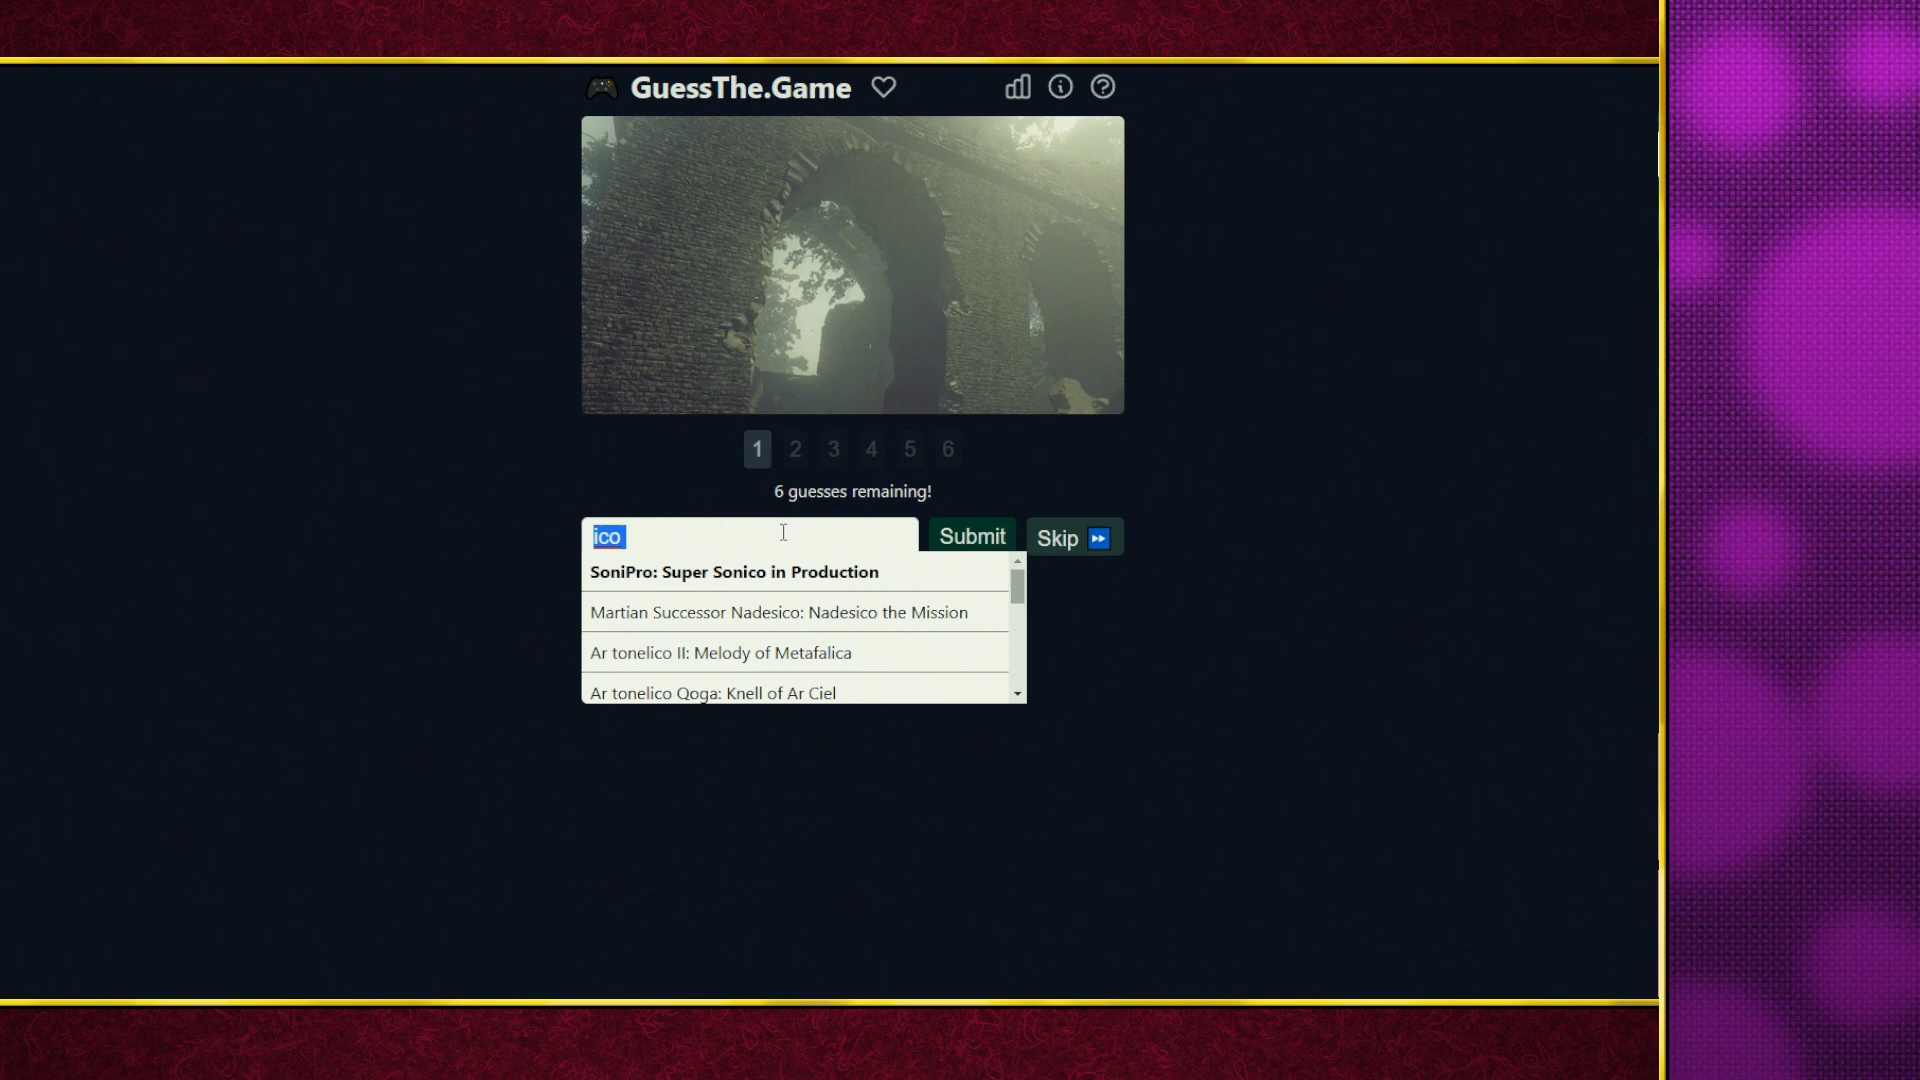 GuessThe.Game
1 2 3 4 5 6
6 guesses remaining!
ico Submit Skip
SoniPro: Super Sonico in Production
Martian Successor Nadesico: Nadesico the Mission
Ar tonelico II: Melody of Metafalica
Ar tonelico Qoga: Knell of Ar Ciel